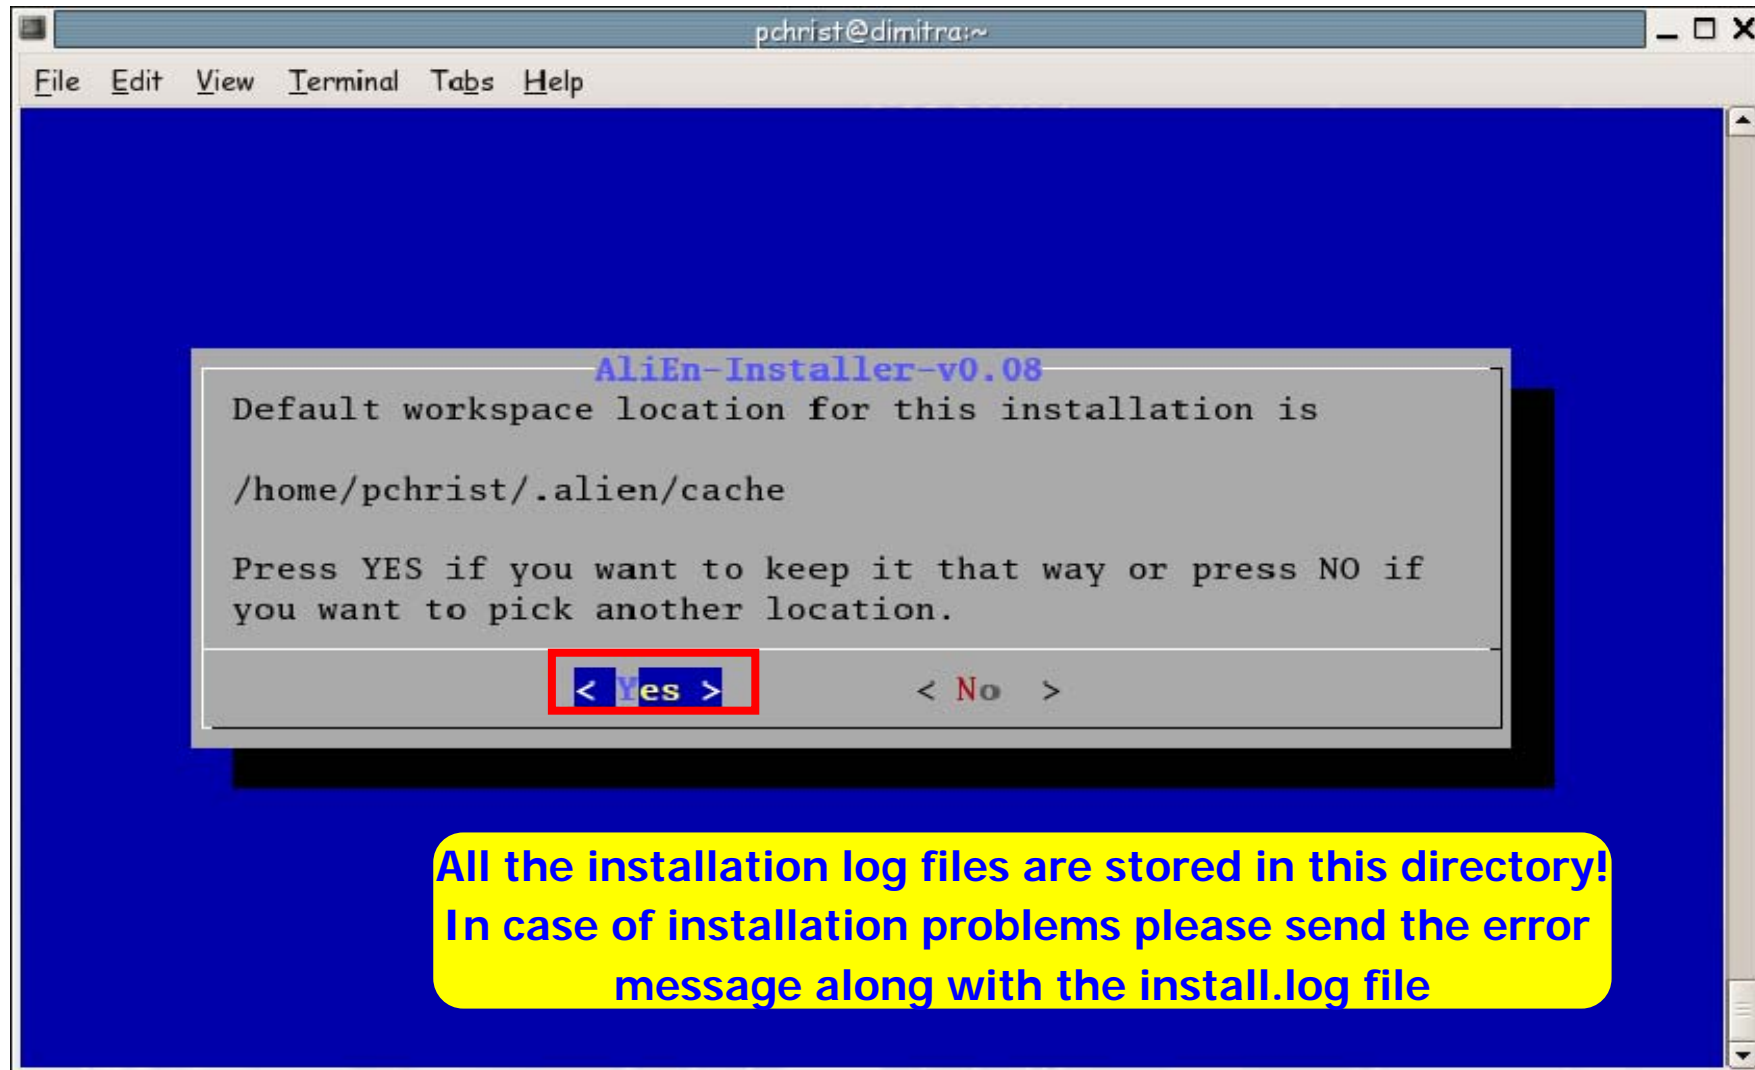 pchrist@dimitra:~
File Edit View Terminal Tabs Help
AliEn-Installer-v0.08
Default workspace location for this installation is
/home/pchrist/.alien/cache
Press YES if you want to keep it that way or press NO if
you want to pick another location.
< Yes > < No >
All the installation log files are stored in this directory!
In case of installation problems please send the error
message along with the install.log file